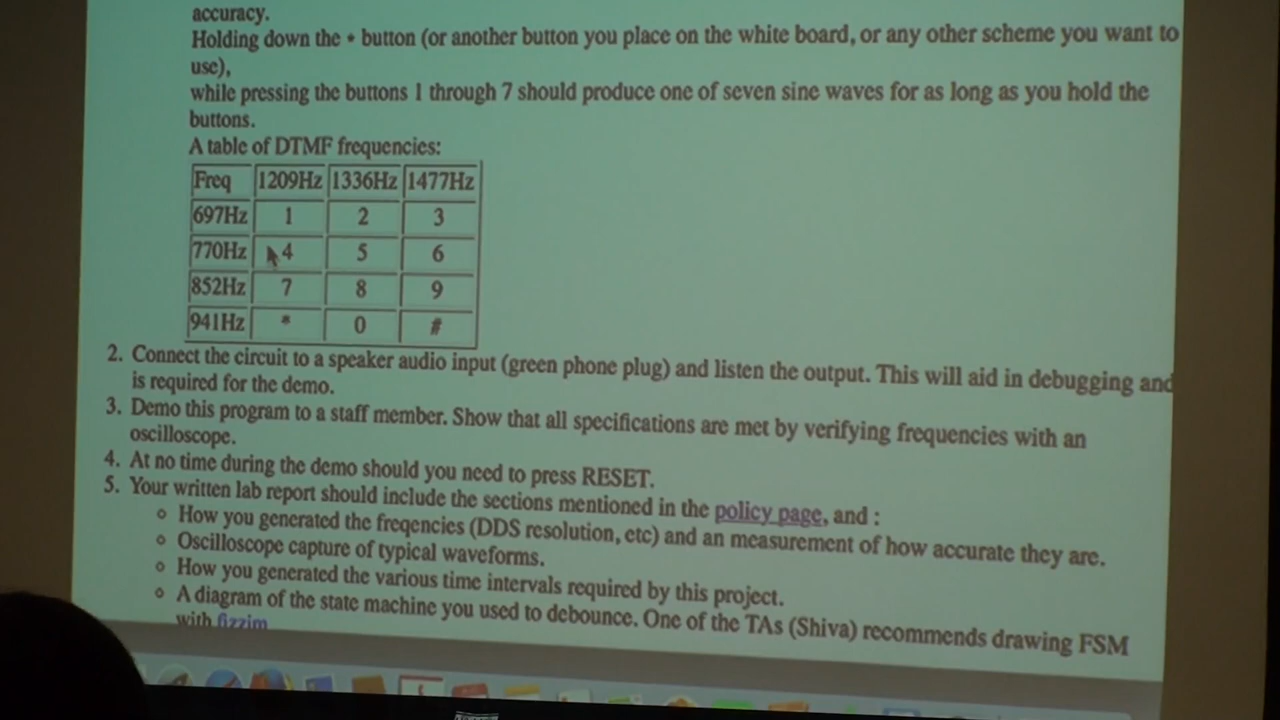 accuracy.
Holding down the * button (or another button you place on the white board, or any other scheme you want to
use),
while pressing the buttons 1 through 7 should produce one of seven sine waves for as long as you hold the
buttons.
A table of DTMF frequencies:
Freq 1209Hz 1336Hz 1477Hz
697Hz 1 2 3
770Hz 4 5 6
852Hz 7 8 9
941Hz * 0 #
2. Connect the circuit to a speaker audio input (green phone plug) and listen the output. This will aid in debugging and
is required for the demo.
3. Demo this program to a staff member. Show that all specifications are met by verifying frequencies with an
oscilloscope.
4. At no time during the demo should you need to press RESET.
5. Your written lab report should include the sections mentioned in the policy page, and :
o How you generated the freqencies (DDS resolution, etc) and an measurement of how accurate they are.
o Oscilloscope capture of typical waveforms.
o How you generated the various time intervals required by this project.
o A diagram of the state machine you used to debounce. One of the TAs (Shiva) recommends drawing FSM
with fizzim